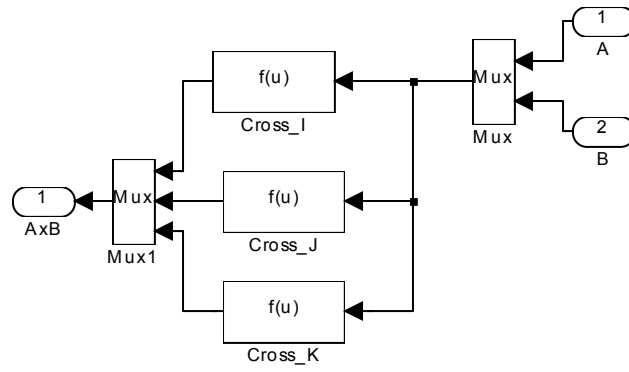 1
A
f(u)
Mux
Cross_I
Mux
2
B
f(u)
Mux
1
AxB
Mux1
Cross_J
f(u)
Cross_K